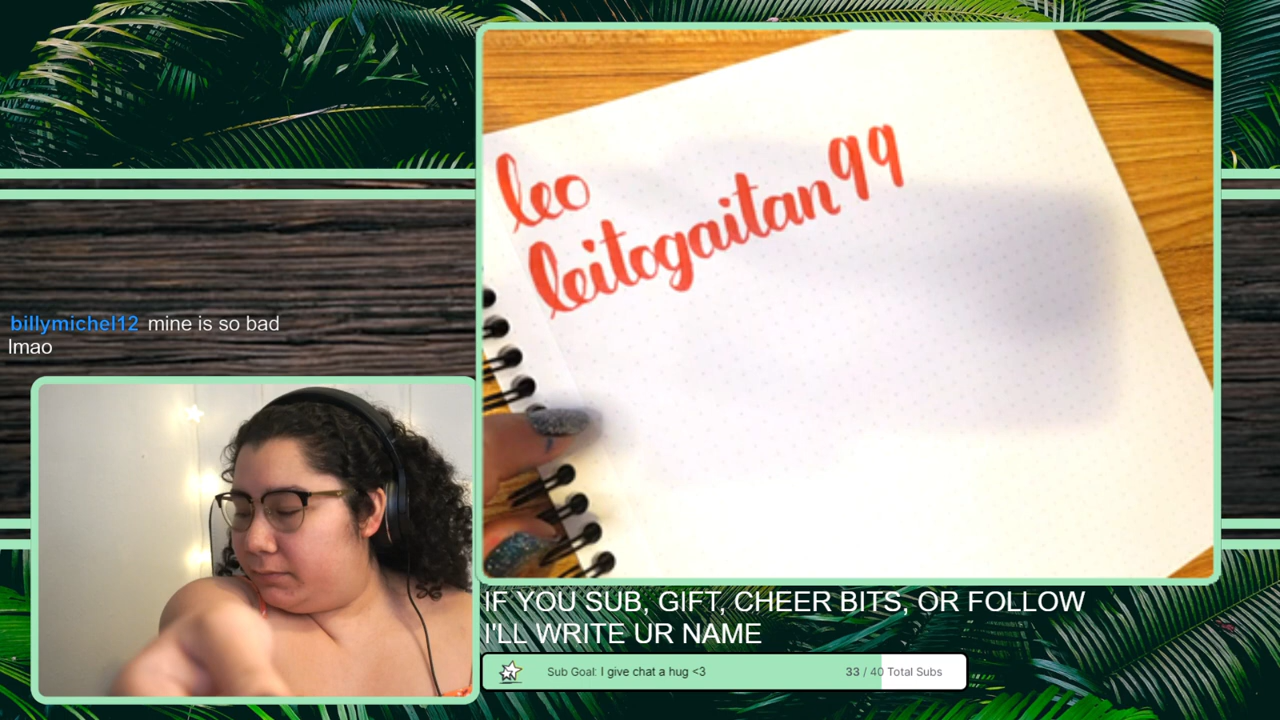 leo
leitogaitan99
billymichel12 mine is so bad
lmao
IF YOU SUB, GIFT, CHEER BITS, OR FOLLOW
I'LL WRITE UR NAME
Sub Goal: I give chat a hug <3 33 / 40 Total Subs